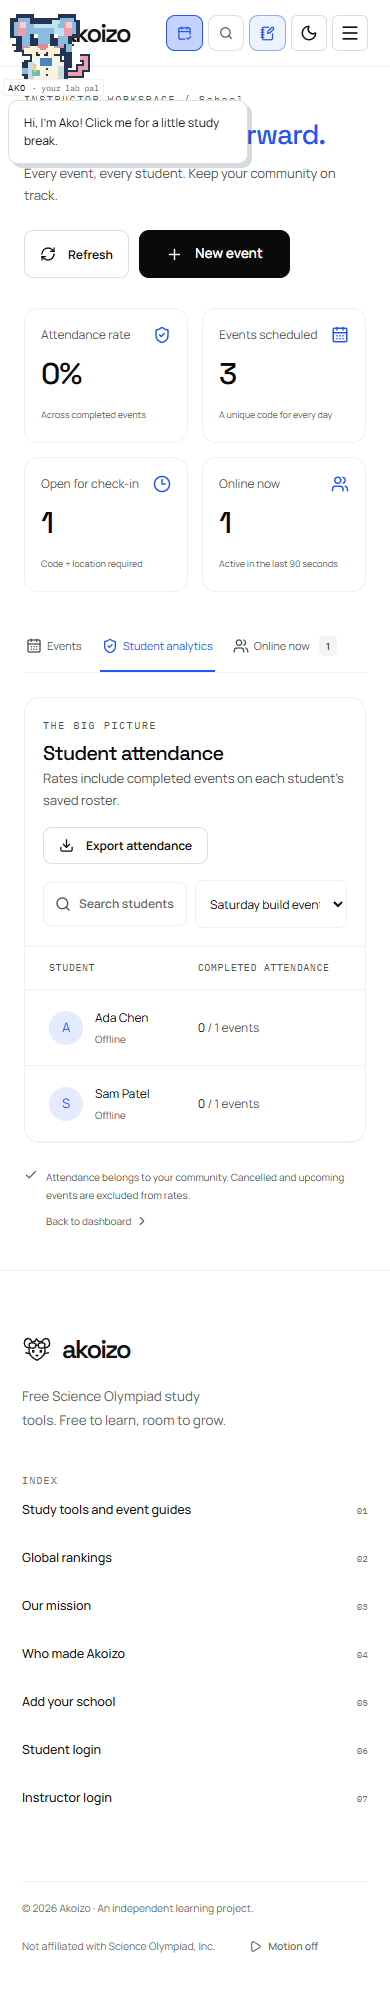 akoizo
AKO · your lab pal
INSTRUCTOR WORKSPACE / School
Hi, I'm Ako! Click me for a little study
break.
rward.
Every event, every student. Keep your community on
track.
Refresh
New event
Attendance rate
0%
Across completed events
Events scheduled
3
A unique code for every day
Open for check-in
1
Code + location required
Online now
1
Active in the last 90 seconds
Events
Student analytics
Online now 1
THE BIG PICTURE
Student attendance
Rates include completed events on each student's
saved roster.
Export attendance
Search students
Saturday build event
STUDENT
COMPLETED ATTENDANCE
A
Ada Chen
Offline
0 / 1 events
S
Sam Patel
Offline
0 / 1 events
Attendance belongs to your community. Cancelled and upcoming
events are excluded from rates.
Back to dashboard
akoizo
Free Science Olympiad study
tools. Free to learn, room to grow.
INDEX
Study tools and event guides 01
Global rankings 02
Our mission 03
Who made Akoizo 04
Add your school 05
Student login 06
Instructor login 07
© 2026 Akoizo · An independent learning project.
Not affiliated with Science Olympiad, Inc.
Motion off